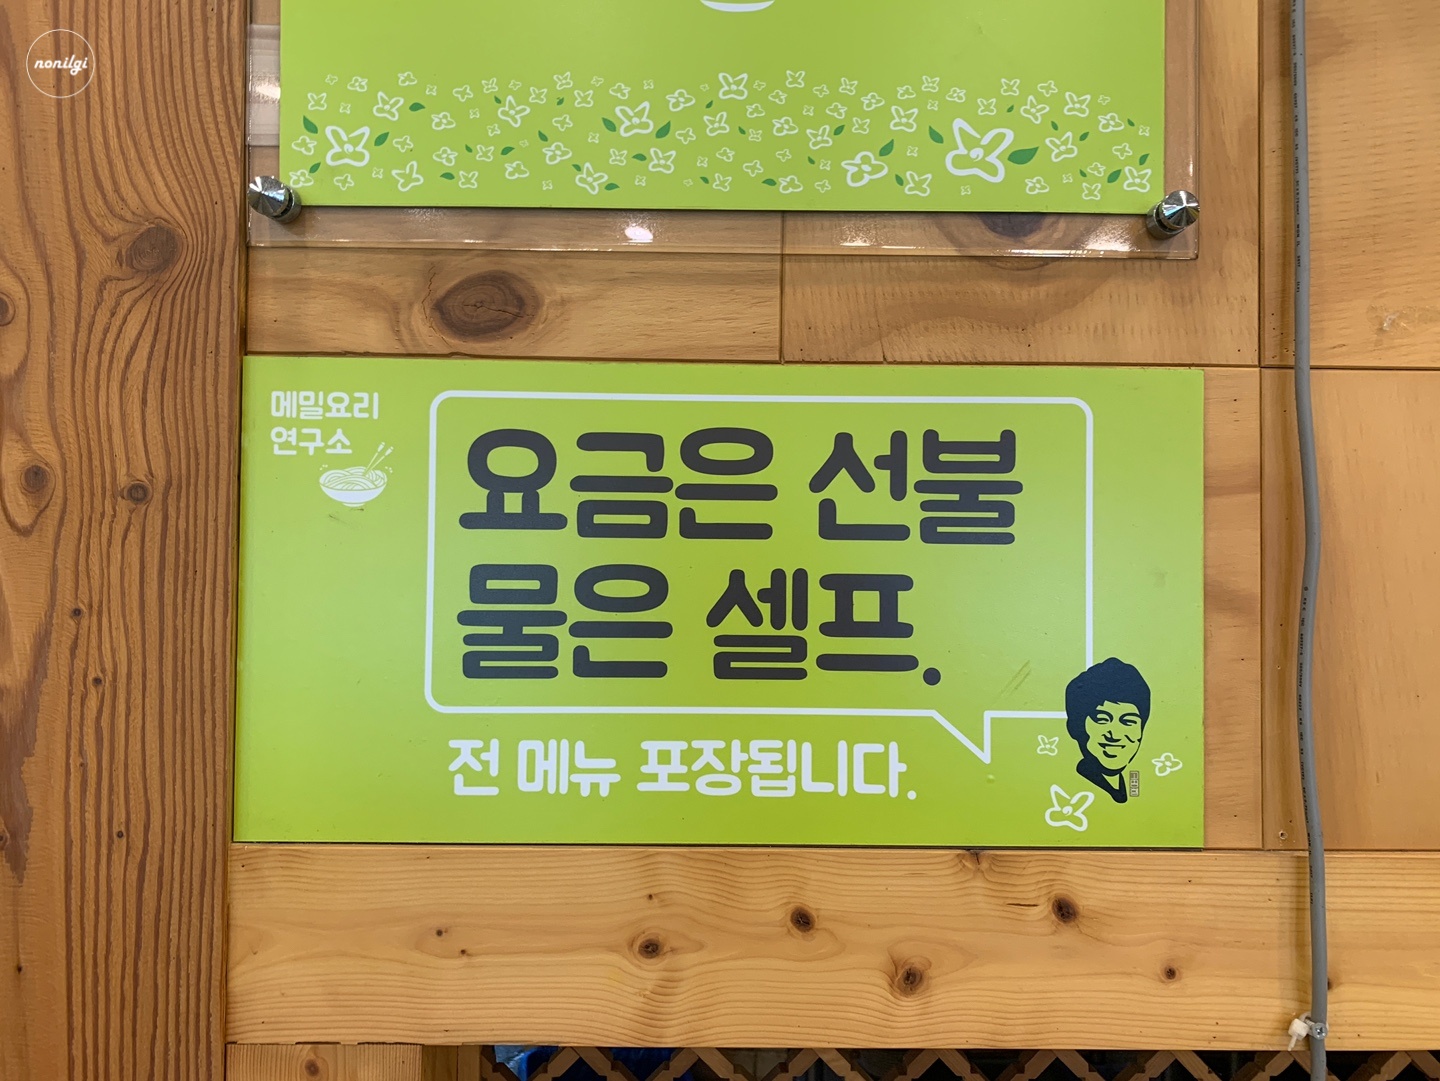 nonilgi
메밀요리
연구소
요금은 선불
물은 셀프.
전 메뉴 포장됩니다.